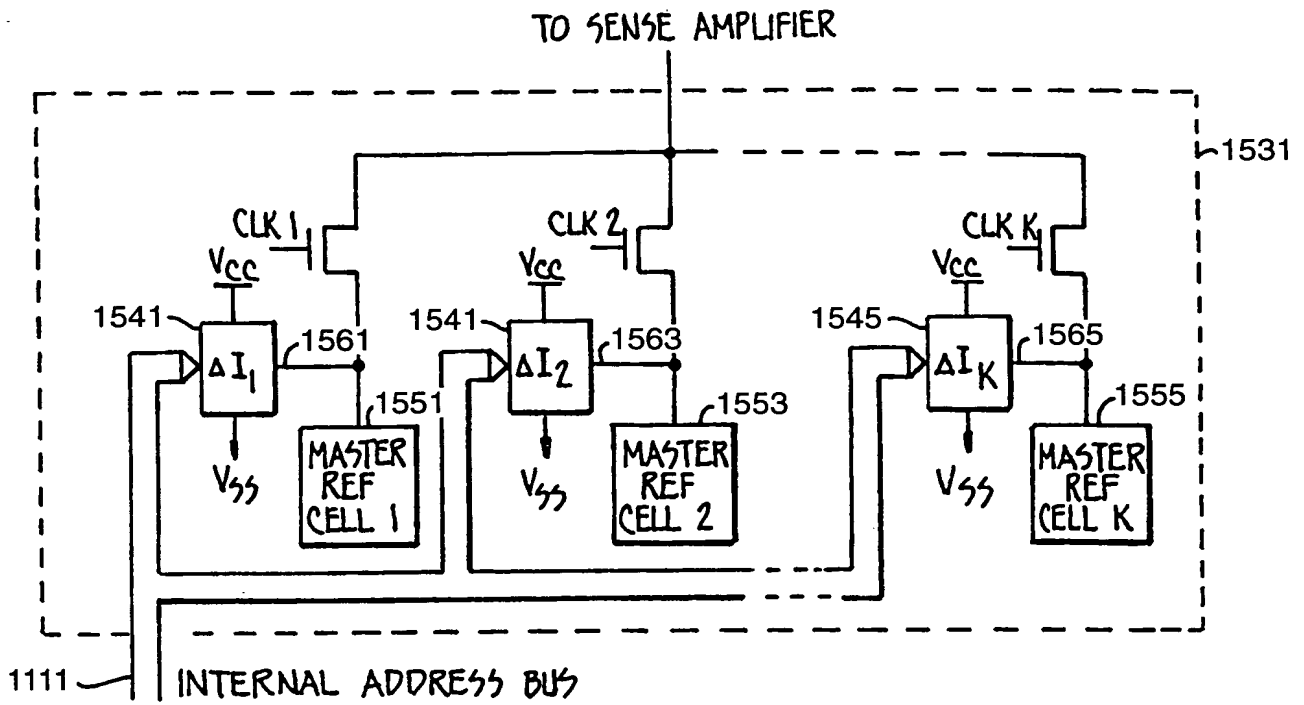 TO SENSE AMPLIFIER
1531
CLK 1
CLK 2
CLK K
VCC
VCC
VCC
1541
1541
1545
ΔI1
ΔI2
ΔIK
1561
1563
1565
1551
1553
1555
VSS
VSS
VSS
MASTER
REF
CELL 1
MASTER
REF
CELL 2
MASTER
REF
CELL K
1111
INTERNAL ADDRESS BUS